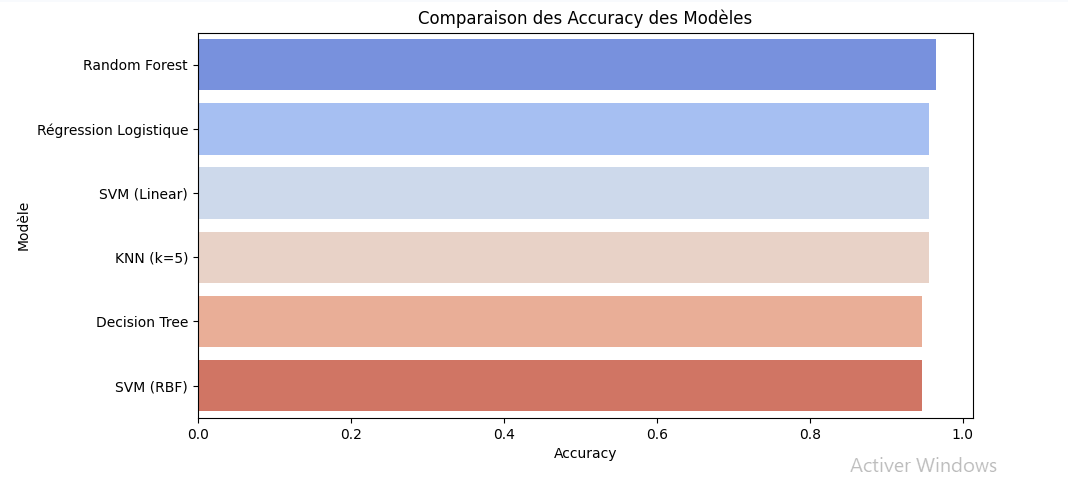 Comparaison des Accuracy des Modèles
Modèle
Random Forest
Régression Logistique
SVM (Linear)
KNN (k=5)
Decision Tree
SVM (RBF)
0.0 0.2 0.4 0.6 0.8 1.0
Accuracy
Activer Windows